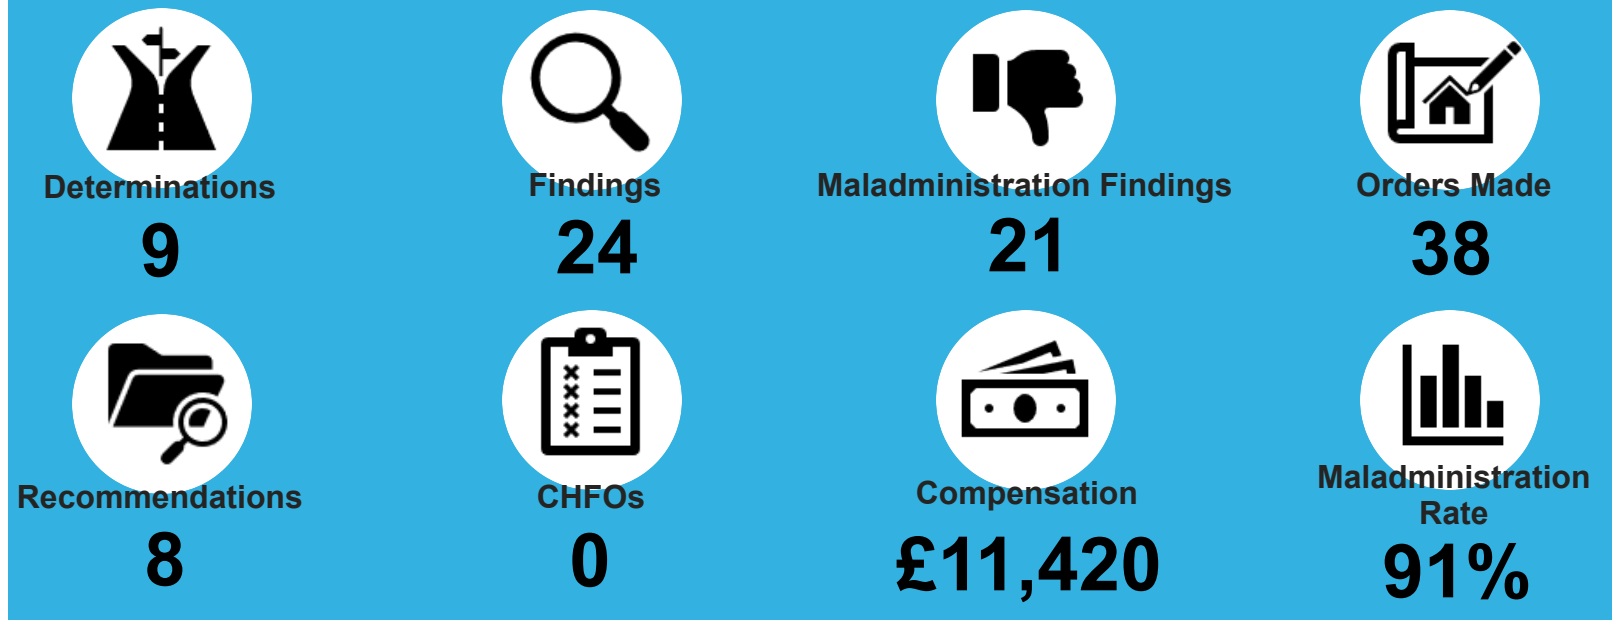 Determinations
9
Findings
24
Maladministration Findings
21
Orders Made
38
Recommendations
8
CHFOs
0
Compensation
£11,420
Maladministration
Rate
91%